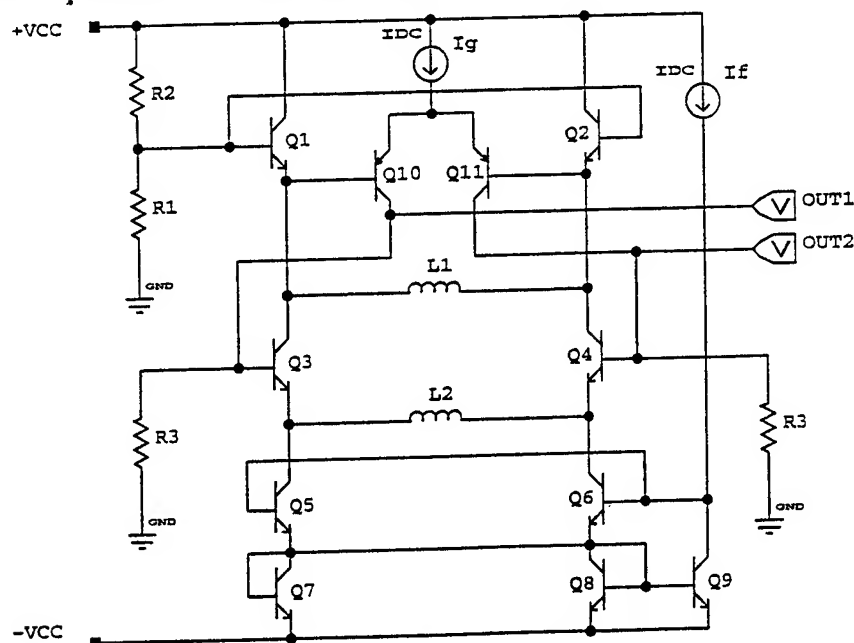 +VCC
IDC Ig
IDC If
R2
Q1
Q2
Q10 Q11
R1
OUT1
OUT2
L1
GND
Q3
Q4
L2
R3
R3
Q5
Q6
GND
GND
Q7
Q8
Q9
-VCC